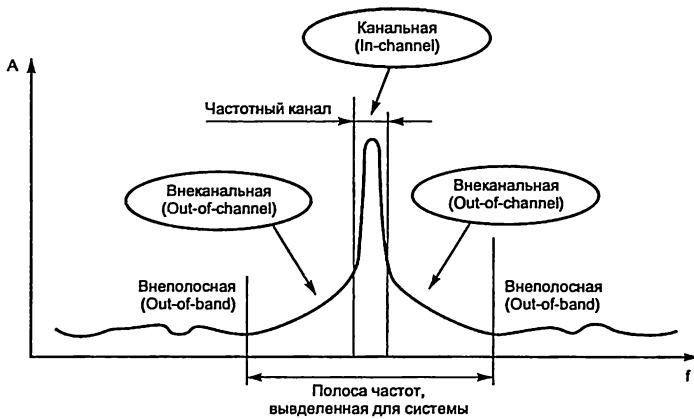 Канальная
(In-channel)
A
Частотный канал
Внеканальная
(Out-of-channel)
Внеканальная
(Out-of-channel)
Внеполосная
(Out-of-band)
Внеполосная
(Out-of-band)
f
Полоса частот,
вывделенная для системы